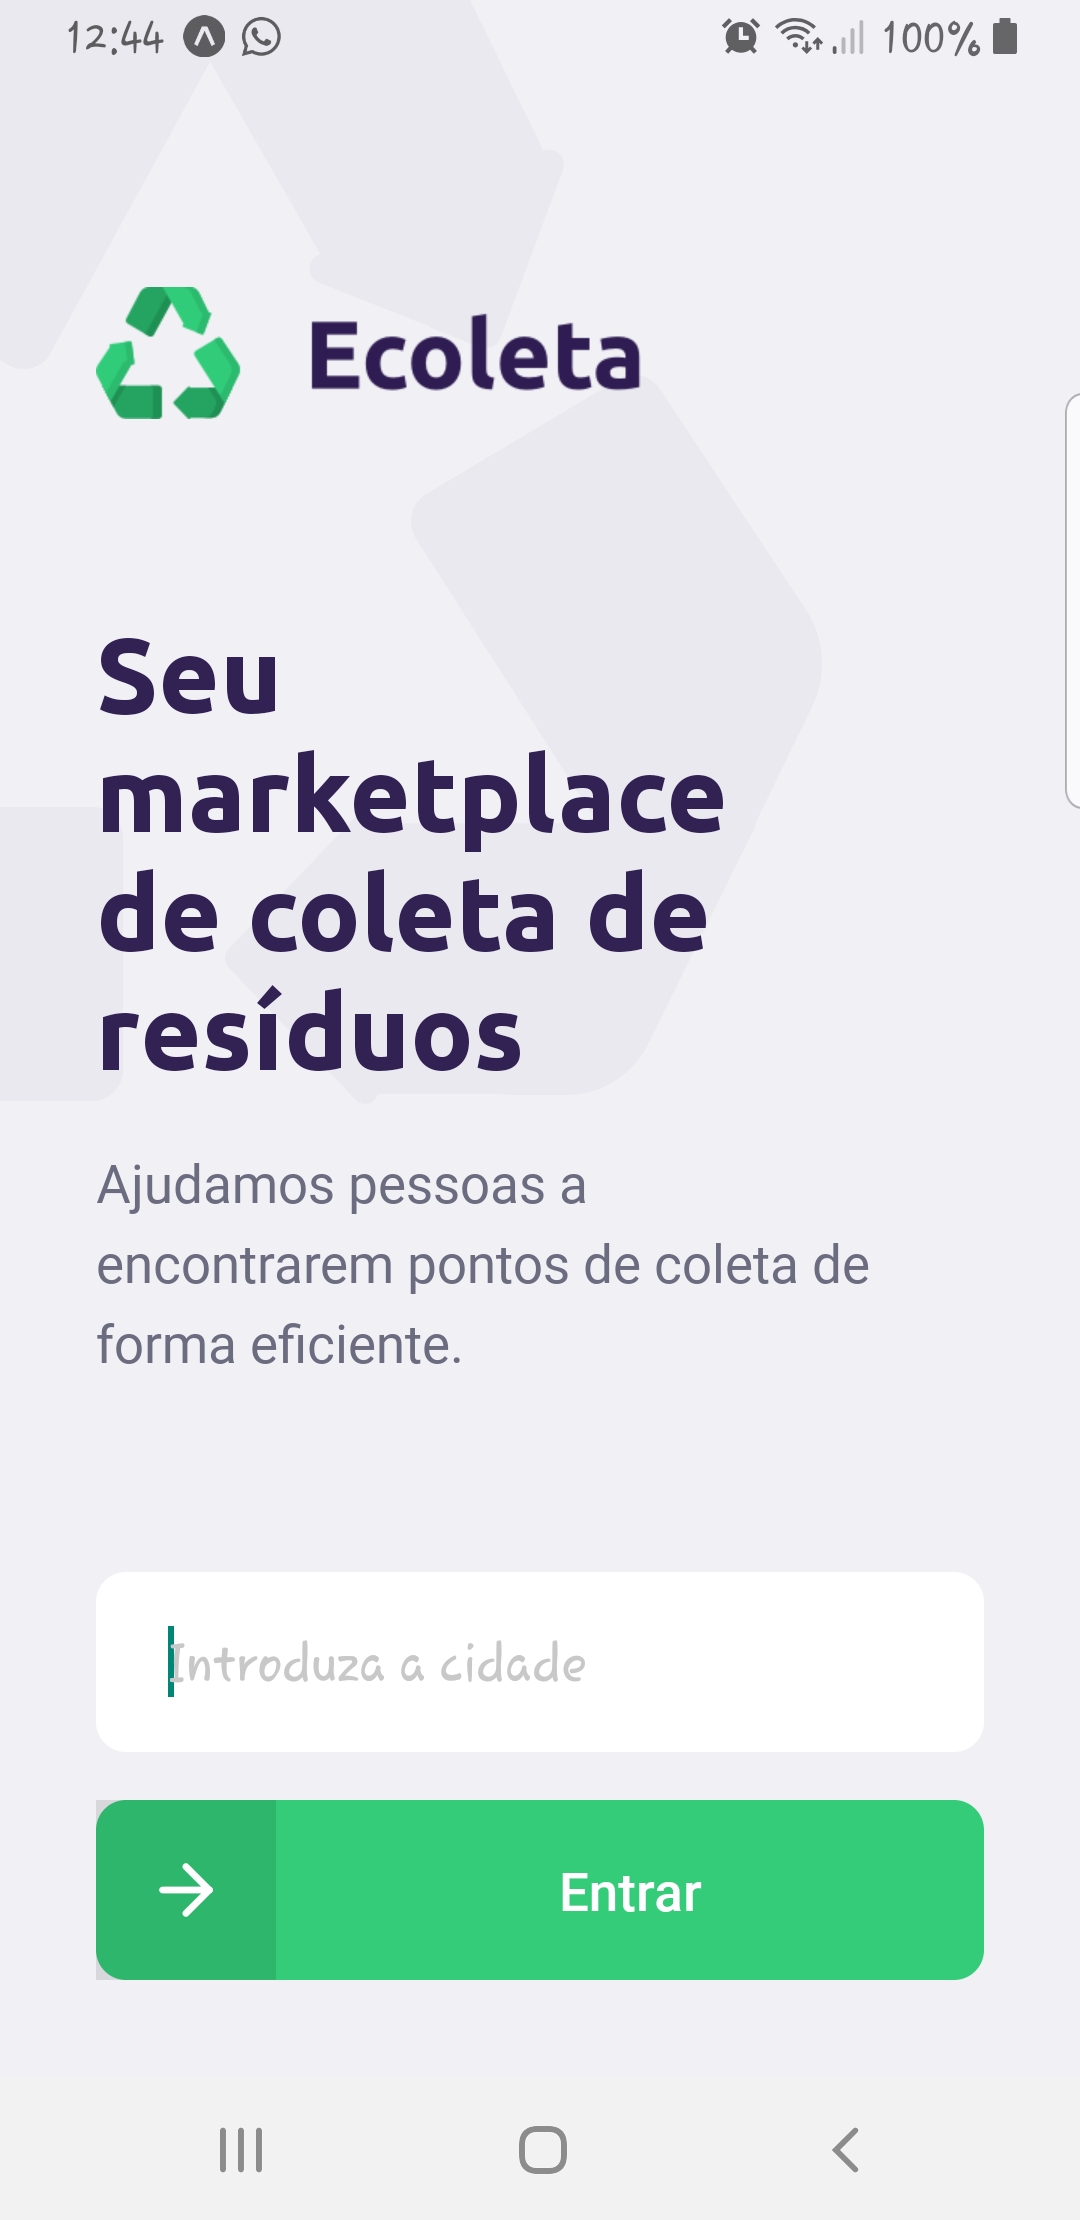 12:44 100%
Ecoleta
Seu
marketplace
de coleta de
resíduos
Ajudamos pessoas a
encontrarem pontos de coleta de
forma eficiente.
Introduza a cidade
Entrar